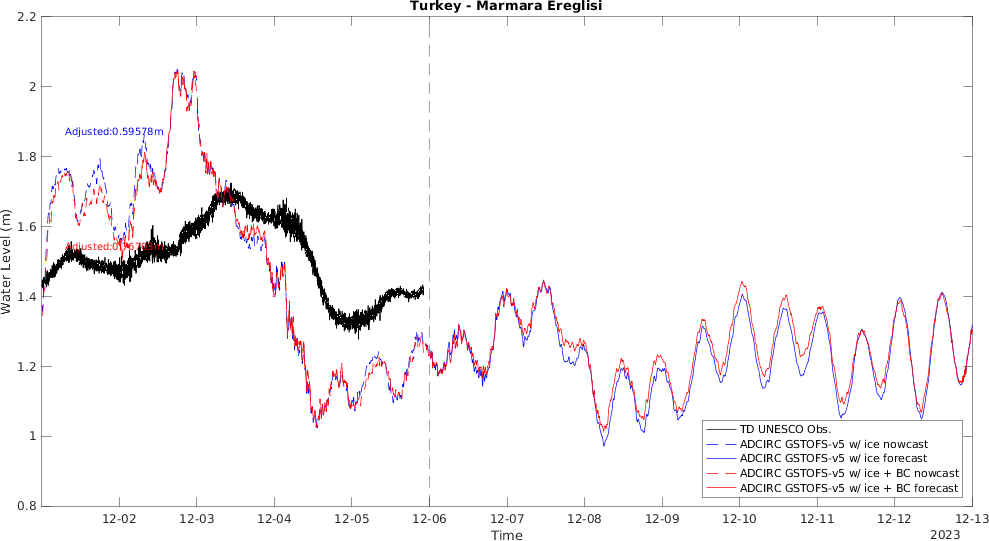 Turkey - Marmara Ereglisi
2.2
2
1.8
1.6
1.4
1.2
1
0.8
Water Level (m)
Adjusted:0.59578m
TD UNESCO Obs.
ADCIRC GSTOFS-v5 w/ ice nowcast
ADCIRC GSTOFS-v5 w/ ice forecast
ADCIRC GSTOFS-v5 w/ ice + BC nowcast
ADCIRC GSTOFS-v5 w/ ice + BC forecast
12-02 12-03 12-04 12-05 12-06 12-07 12-08 12-09 12-10 12-11 12-12 12-13
Time
2023